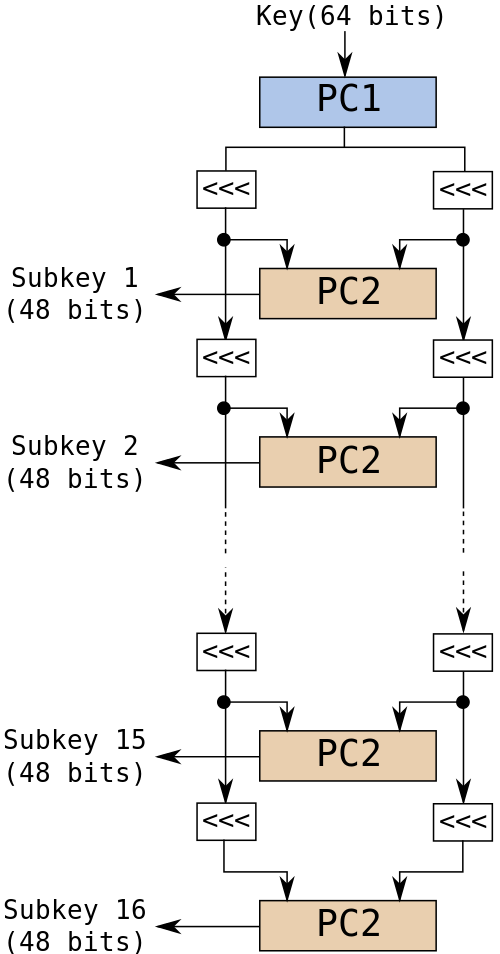 Key(64 bits)
PC1
<<< <<<
Subkey 1
(48 bits)
PC2
<<< <<<
Subkey 2
(48 bits)
PC2
<<< <<<
Subkey 15
(48 bits)
PC2
<<< <<<
Subkey 16
(48 bits)
PC2